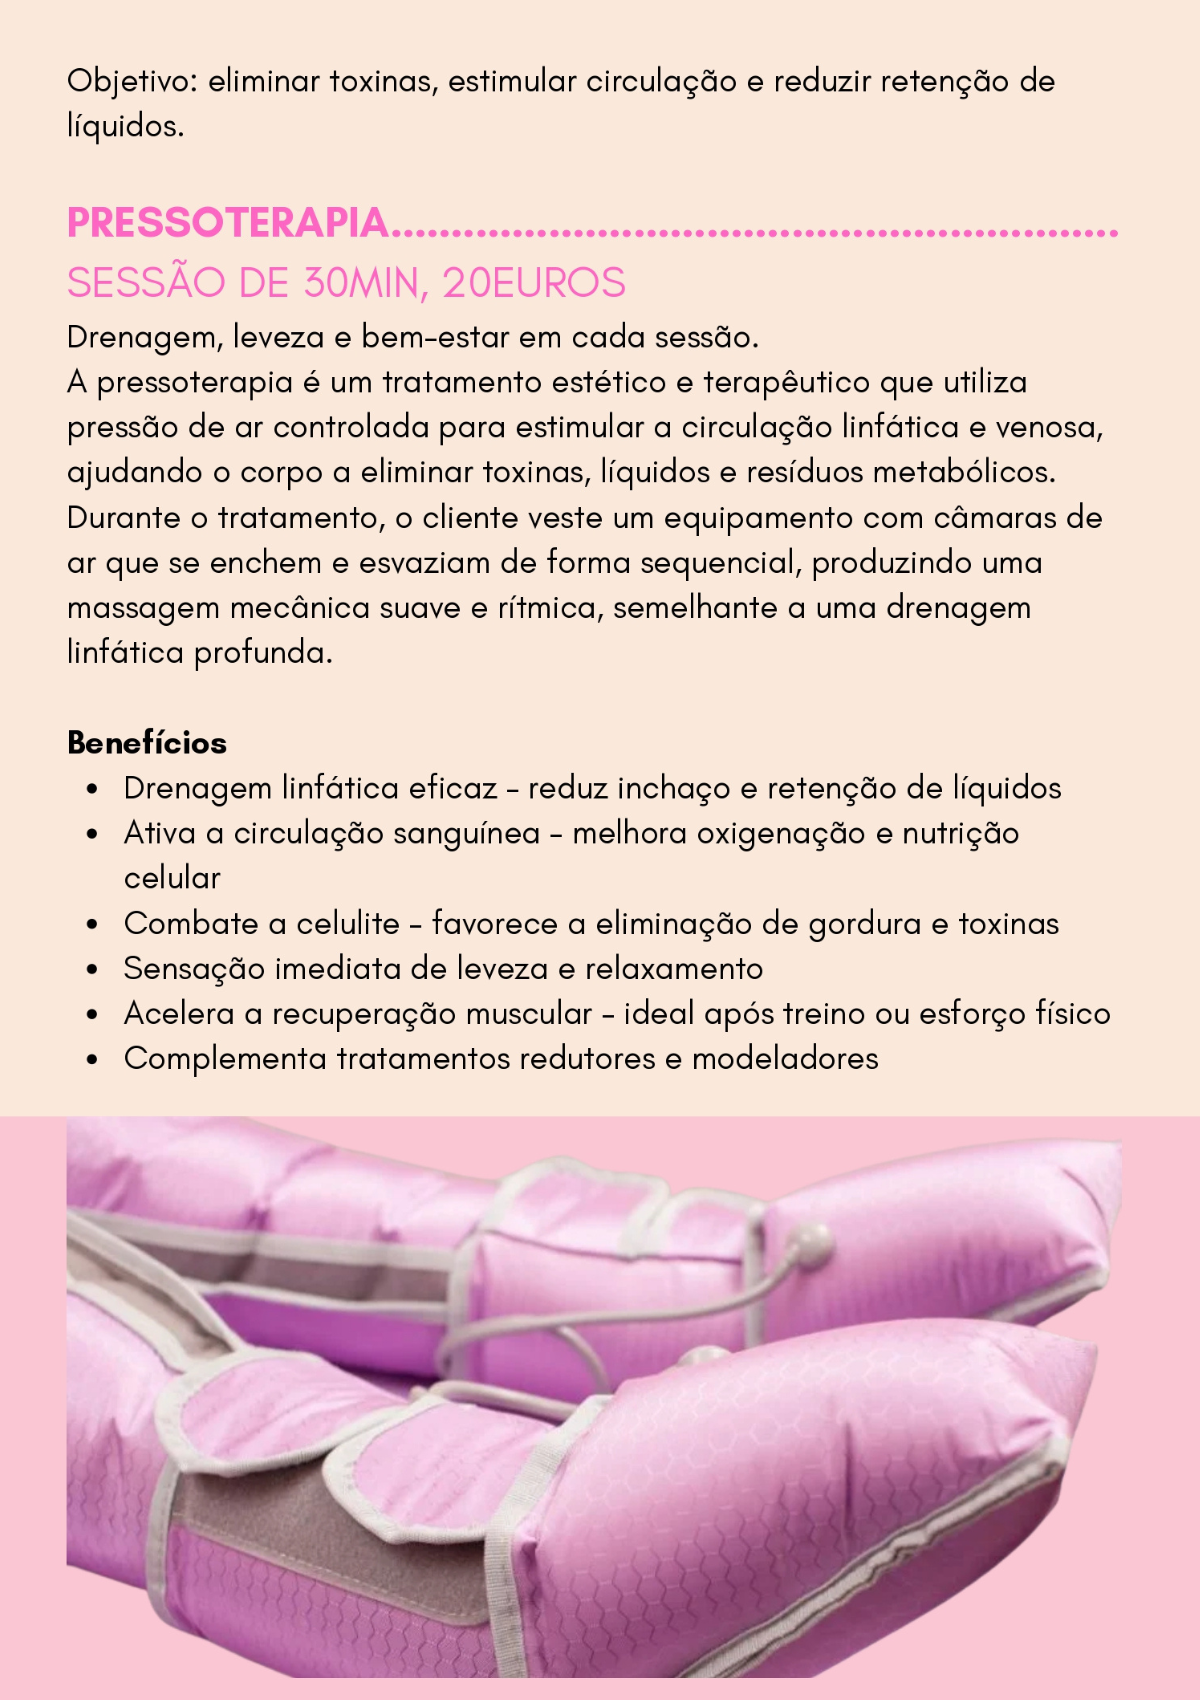 Objetivo: eliminar toxinas, estimular circulação e reduzir retenção de
líquidos.
PRESSOTERAPIA............................................................
SESSÃO DE 30MIN, 20EUROS
Drenagem, leveza e bem-estar em cada sessão.
A pressoterapia é um tratamento estético e terapêutico que utiliza
pressão de ar controlada para estimular a circulação linfática e venosa,
ajudando o corpo a eliminar toxinas, líquidos e resíduos metabólicos.
Durante o tratamento, o cliente veste um equipamento com câmaras de
ar que se enchem e esvaziam de forma sequencial, produzindo uma
massagem mecânica suave e rítmica, semelhante a uma drenagem
linfática profunda.
Benefícios
• Drenagem linfática eficaz – reduz inchaço e retenção de líquidos
• Ativa a circulação sanguínea – melhora oxigenação e nutrição
celular
• Combate a celulite – favorece a eliminação de gordura e toxinas
• Sensação imediata de leveza e relaxamento
• Acelera a recuperação muscular – ideal após treino ou esforço físico
• Complementa tratamentos redutores e modeladores